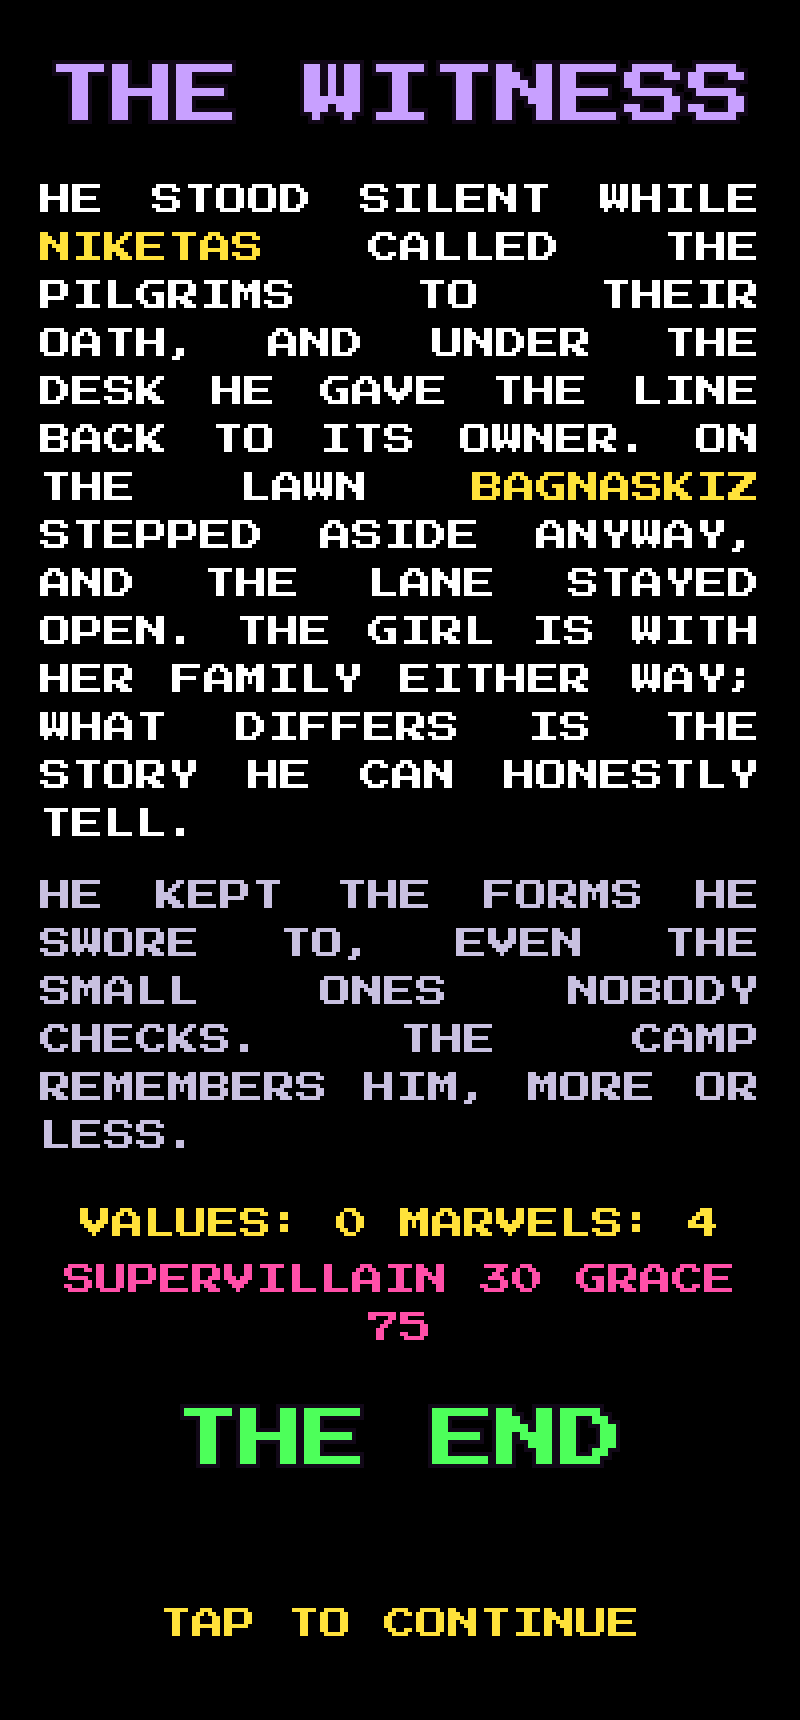 THE WITNESS
HE STOOD SILENT WHILE
NIKETAS CALLED THE
PILGRIMS TO THEIR
OATH, AND UNDER THE
DESK HE GAVE THE LINE
BACK TO ITS OWNER. ON
THE LAWN BAGNASKIZ
STEPPED ASIDE ANYWAY,
AND THE LANE STAYED
OPEN. THE GIRL IS WITH
HER FAMILY EITHER WAY;
WHAT DIFFERS IS THE
STORY HE CAN HONESTLY
TELL.
HE KEPT THE FORMS HE
SWORE TO, EVEN THE
SMALL ONES NOBODY
CHECKS. THE CAMP
REMEMBERS HIM, MORE OR
LESS.
VALUES: 0 MARVELS: 4
SUPERVILLAIN 30 GRACE
75
THE END
TAP TO CONTINUE